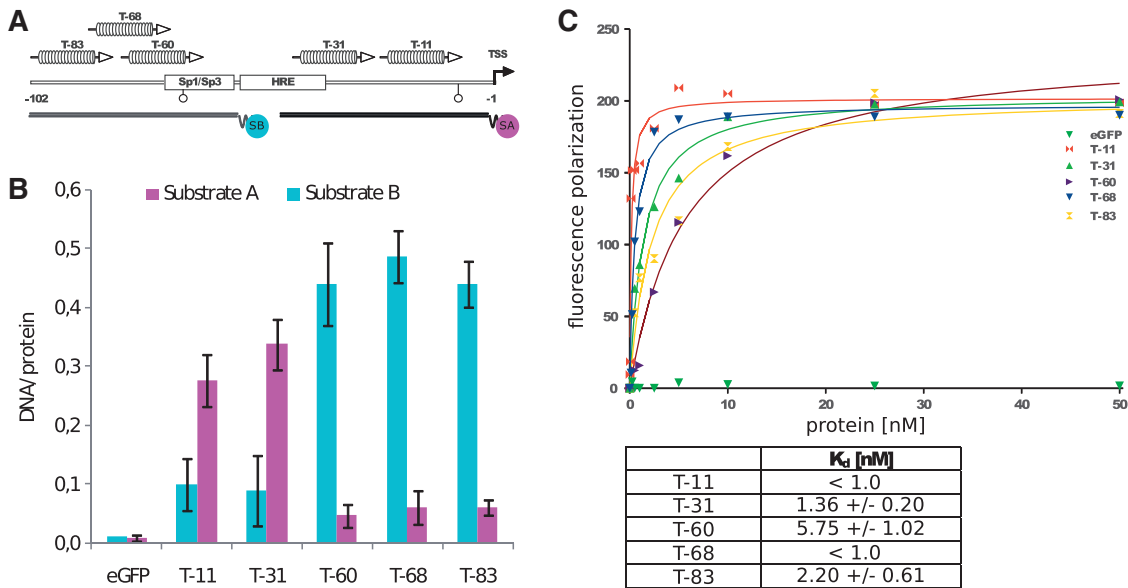 A
T-68
T-83
T-60
T-31
T-11
TSS
Sp1/Sp3
HRE
-102
-1
SB
SA
B
Substrate A
Substrate B
DNA/protein
0,6
0,5
0,4
0,3
0,2
0,1
0,0
eGFP T-11 T-31 T-60 T-68 T-83
C
fluorescence polarization
250
200
150
100
50
0
0 10 20 30 40 50
protein [nM]
eGFP
T-11
T-31
T-60
T-68
T-83
Kd [nM]
T-11 < 1.0
T-31 1.36 +/- 0.20
T-60 5.75 +/- 1.02
T-68 < 1.0
T-83 2.20 +/- 0.61